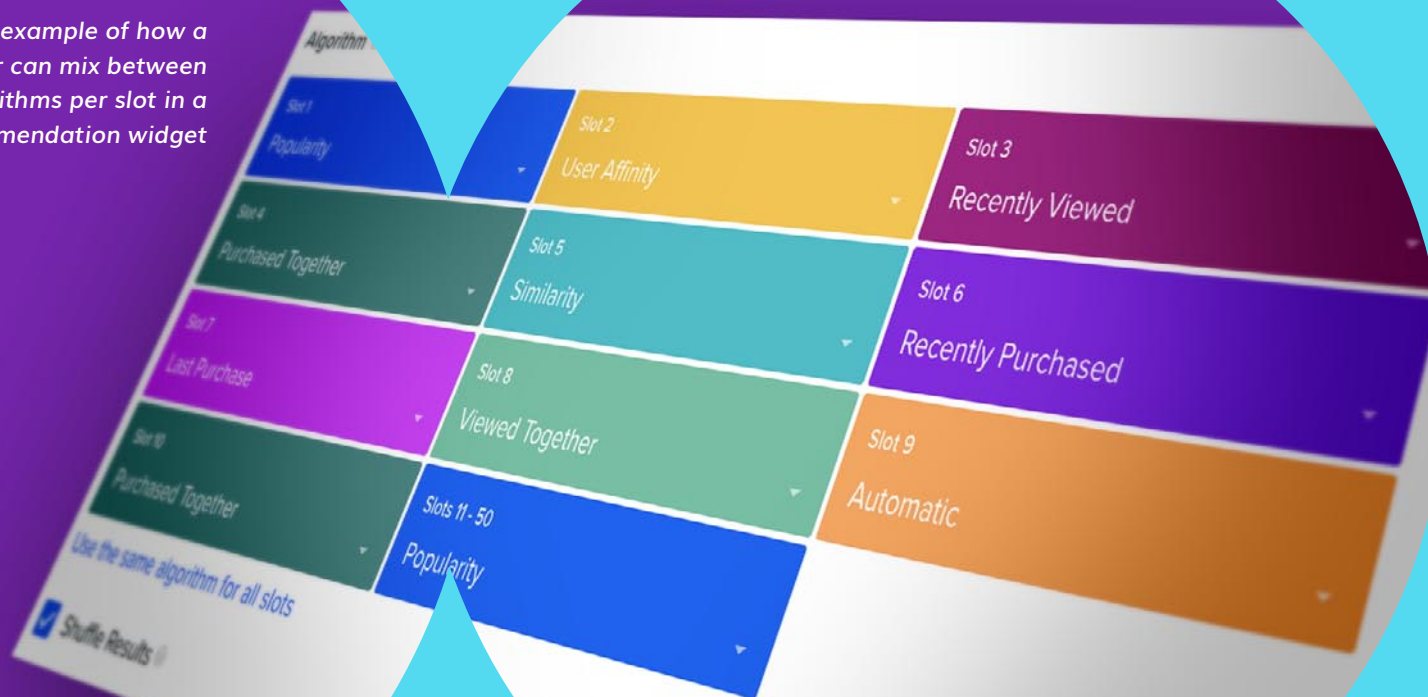 example of how a
can mix between
ithms per slot in a
mendation widget
Algorithm
Slot 1
Popularity
Slot 2
User Affinity
Slot 3
Recently Viewed
Slot 4
Purchased Together
Slot 5
Similarity
Slot 6
Recently Purchased
Slot 7
Last Purchase
Slot 8
Viewed Together
Slot 9
Automatic
Slot 10
Purchased Together
Slots 11 - 50
Popularity
Use the same algorithm for all slots
Shuffle Results